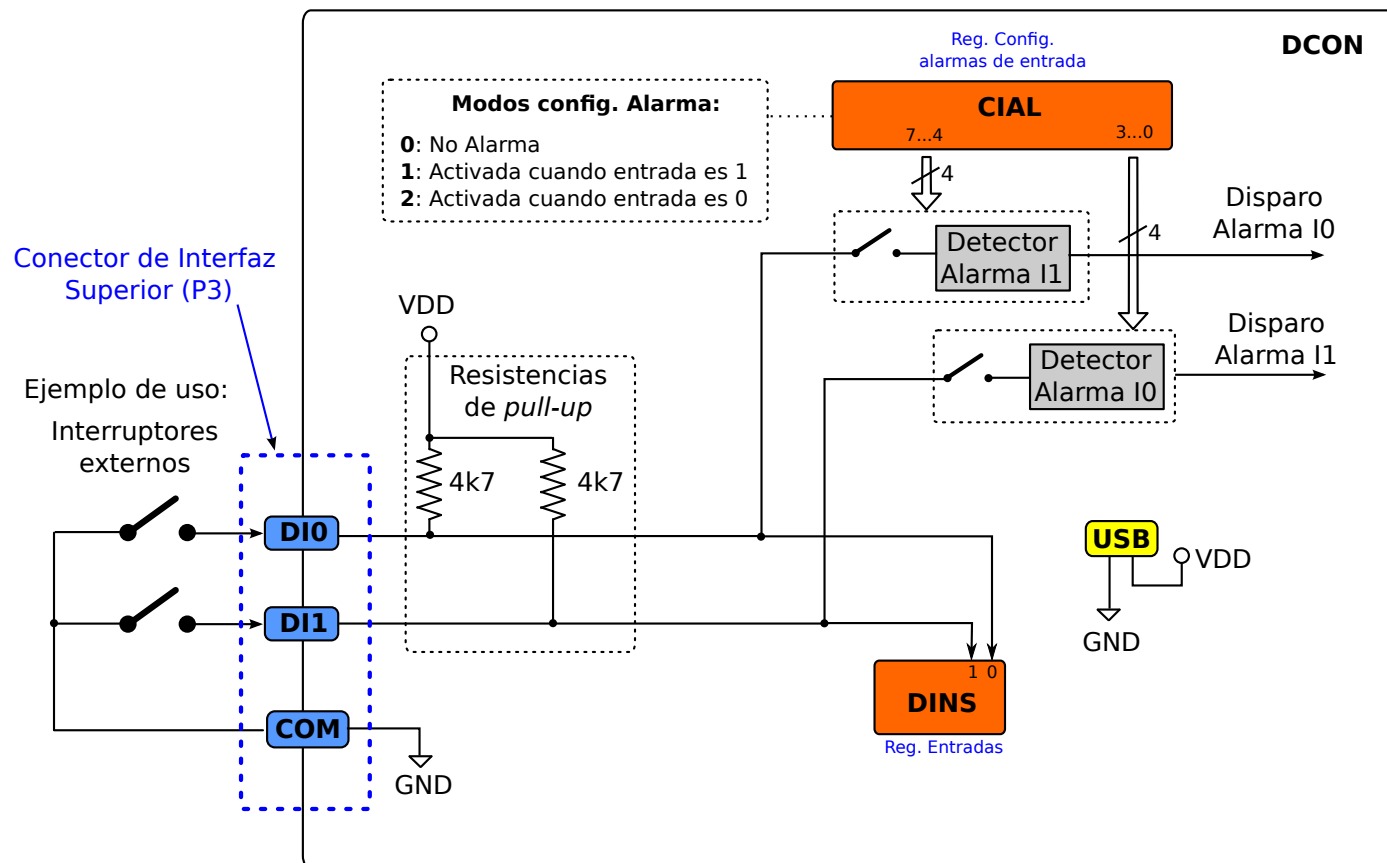 DCON
Reg. Config.
alarmas de entrada
CIAL
7...4
3...0
Modos config. Alarma:
0: No Alarma
1: Activada cuando entrada es 1
2: Activada cuando entrada es 0
4
4
Detector
Alarma I1
Disparo
Alarma I0
Detector
Alarma I0
Disparo
Alarma I1
Conector de Interfaz
Superior (P3)
VDD
Resistencias
de pull-up
4k7
4k7
Ejemplo de uso:
Interruptores
externos
DI0
DI1
COM
GND
USB
VDD
GND
1 0
DINS
Reg. Entradas